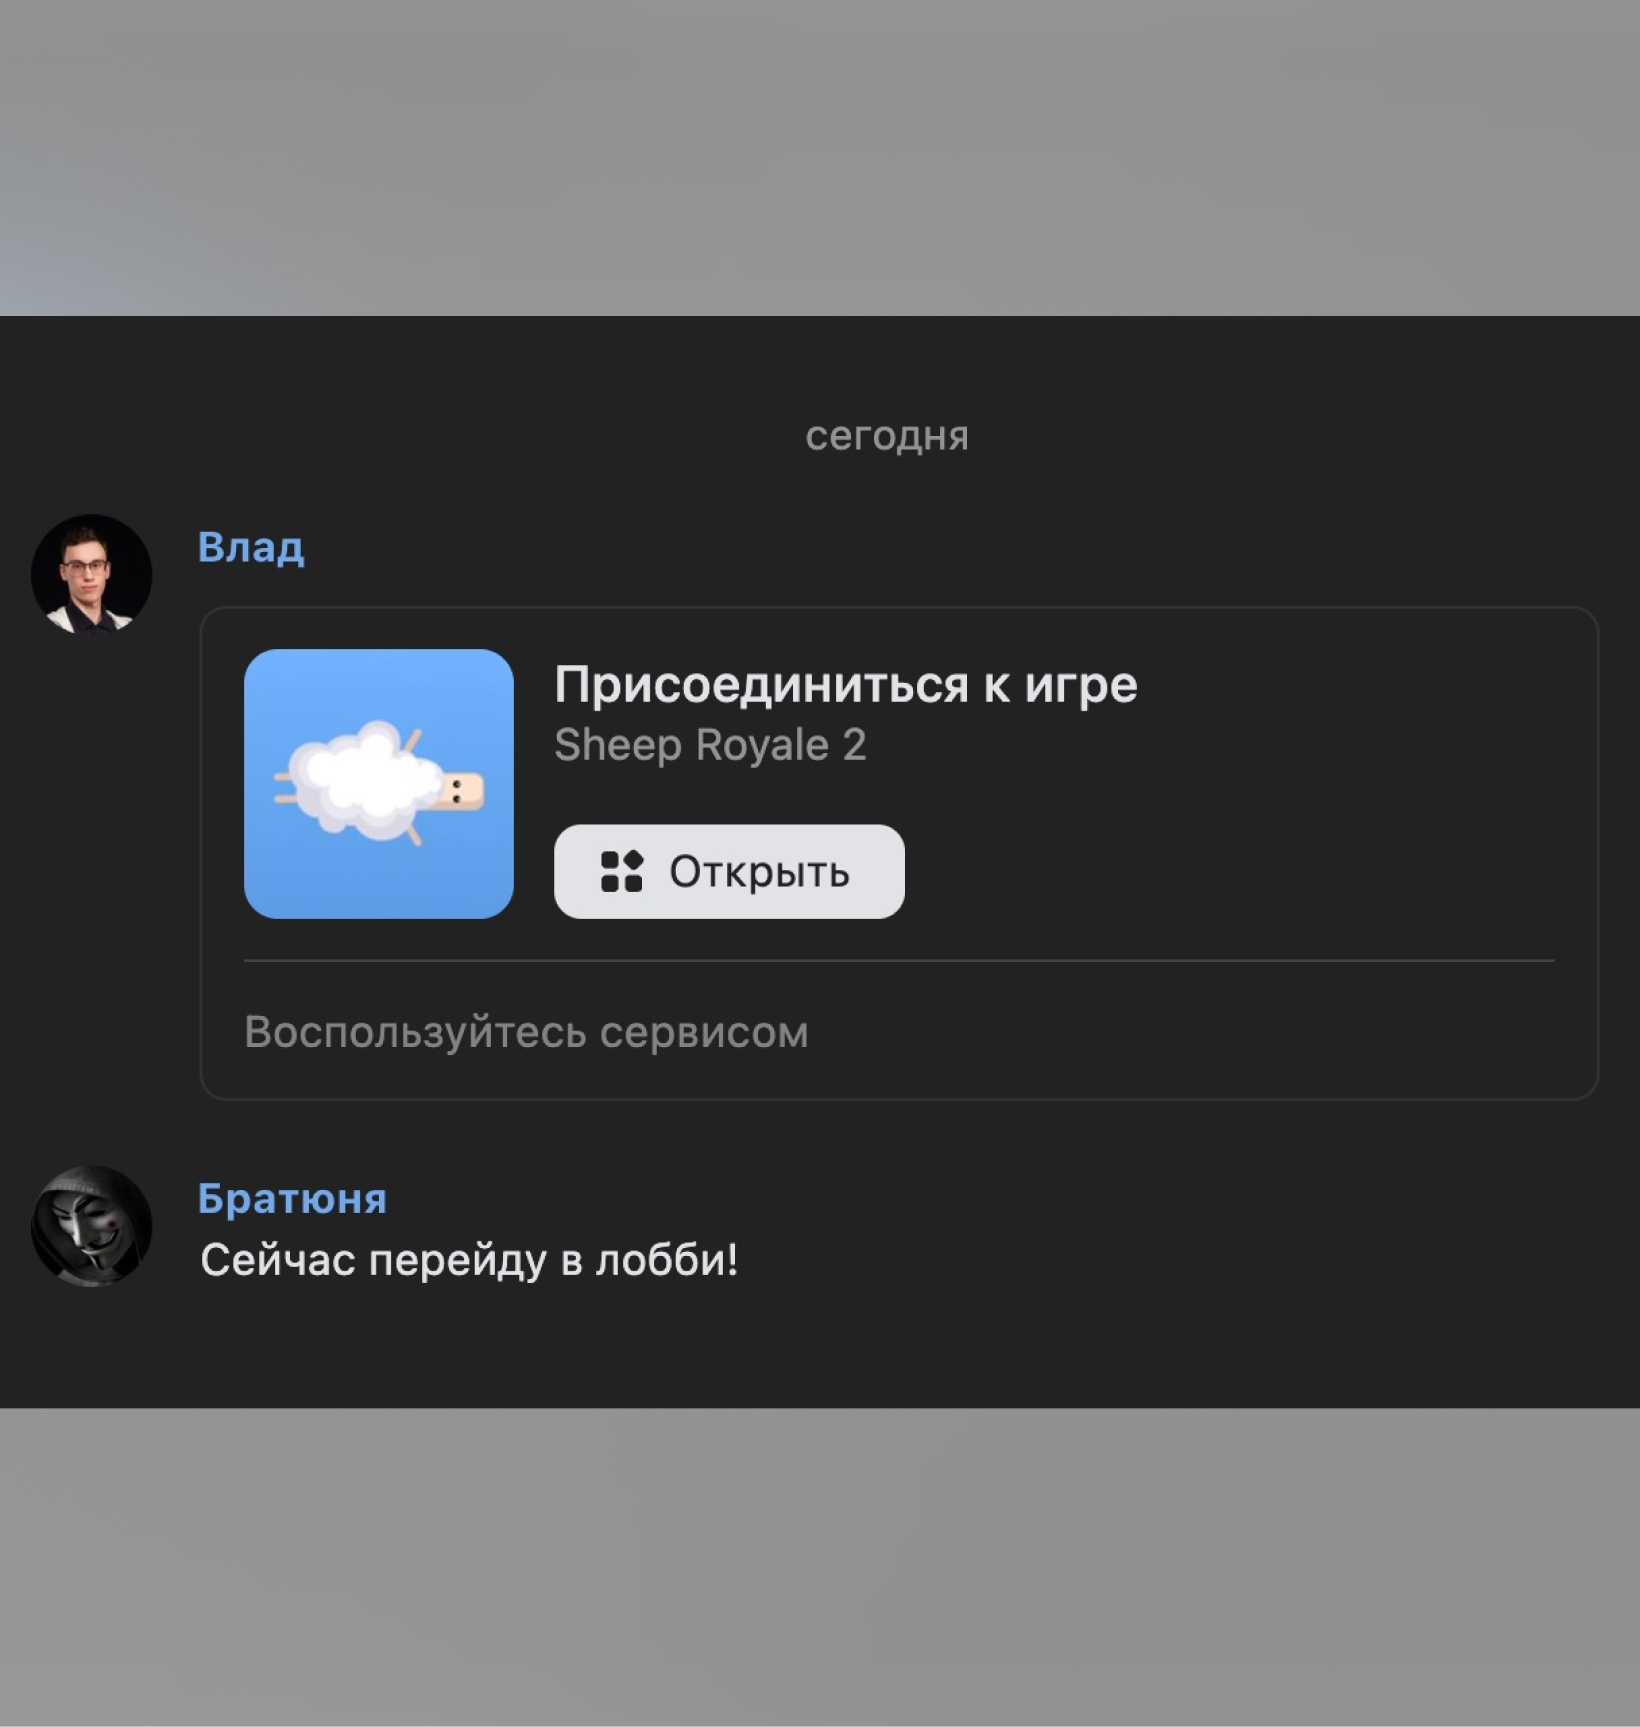 сегодня
Влад
Присоединиться к игре
Sheep Royale 2
Открыть
Воспользуйтесь сервисом
Братюня
Сейчас перейду в лобби!